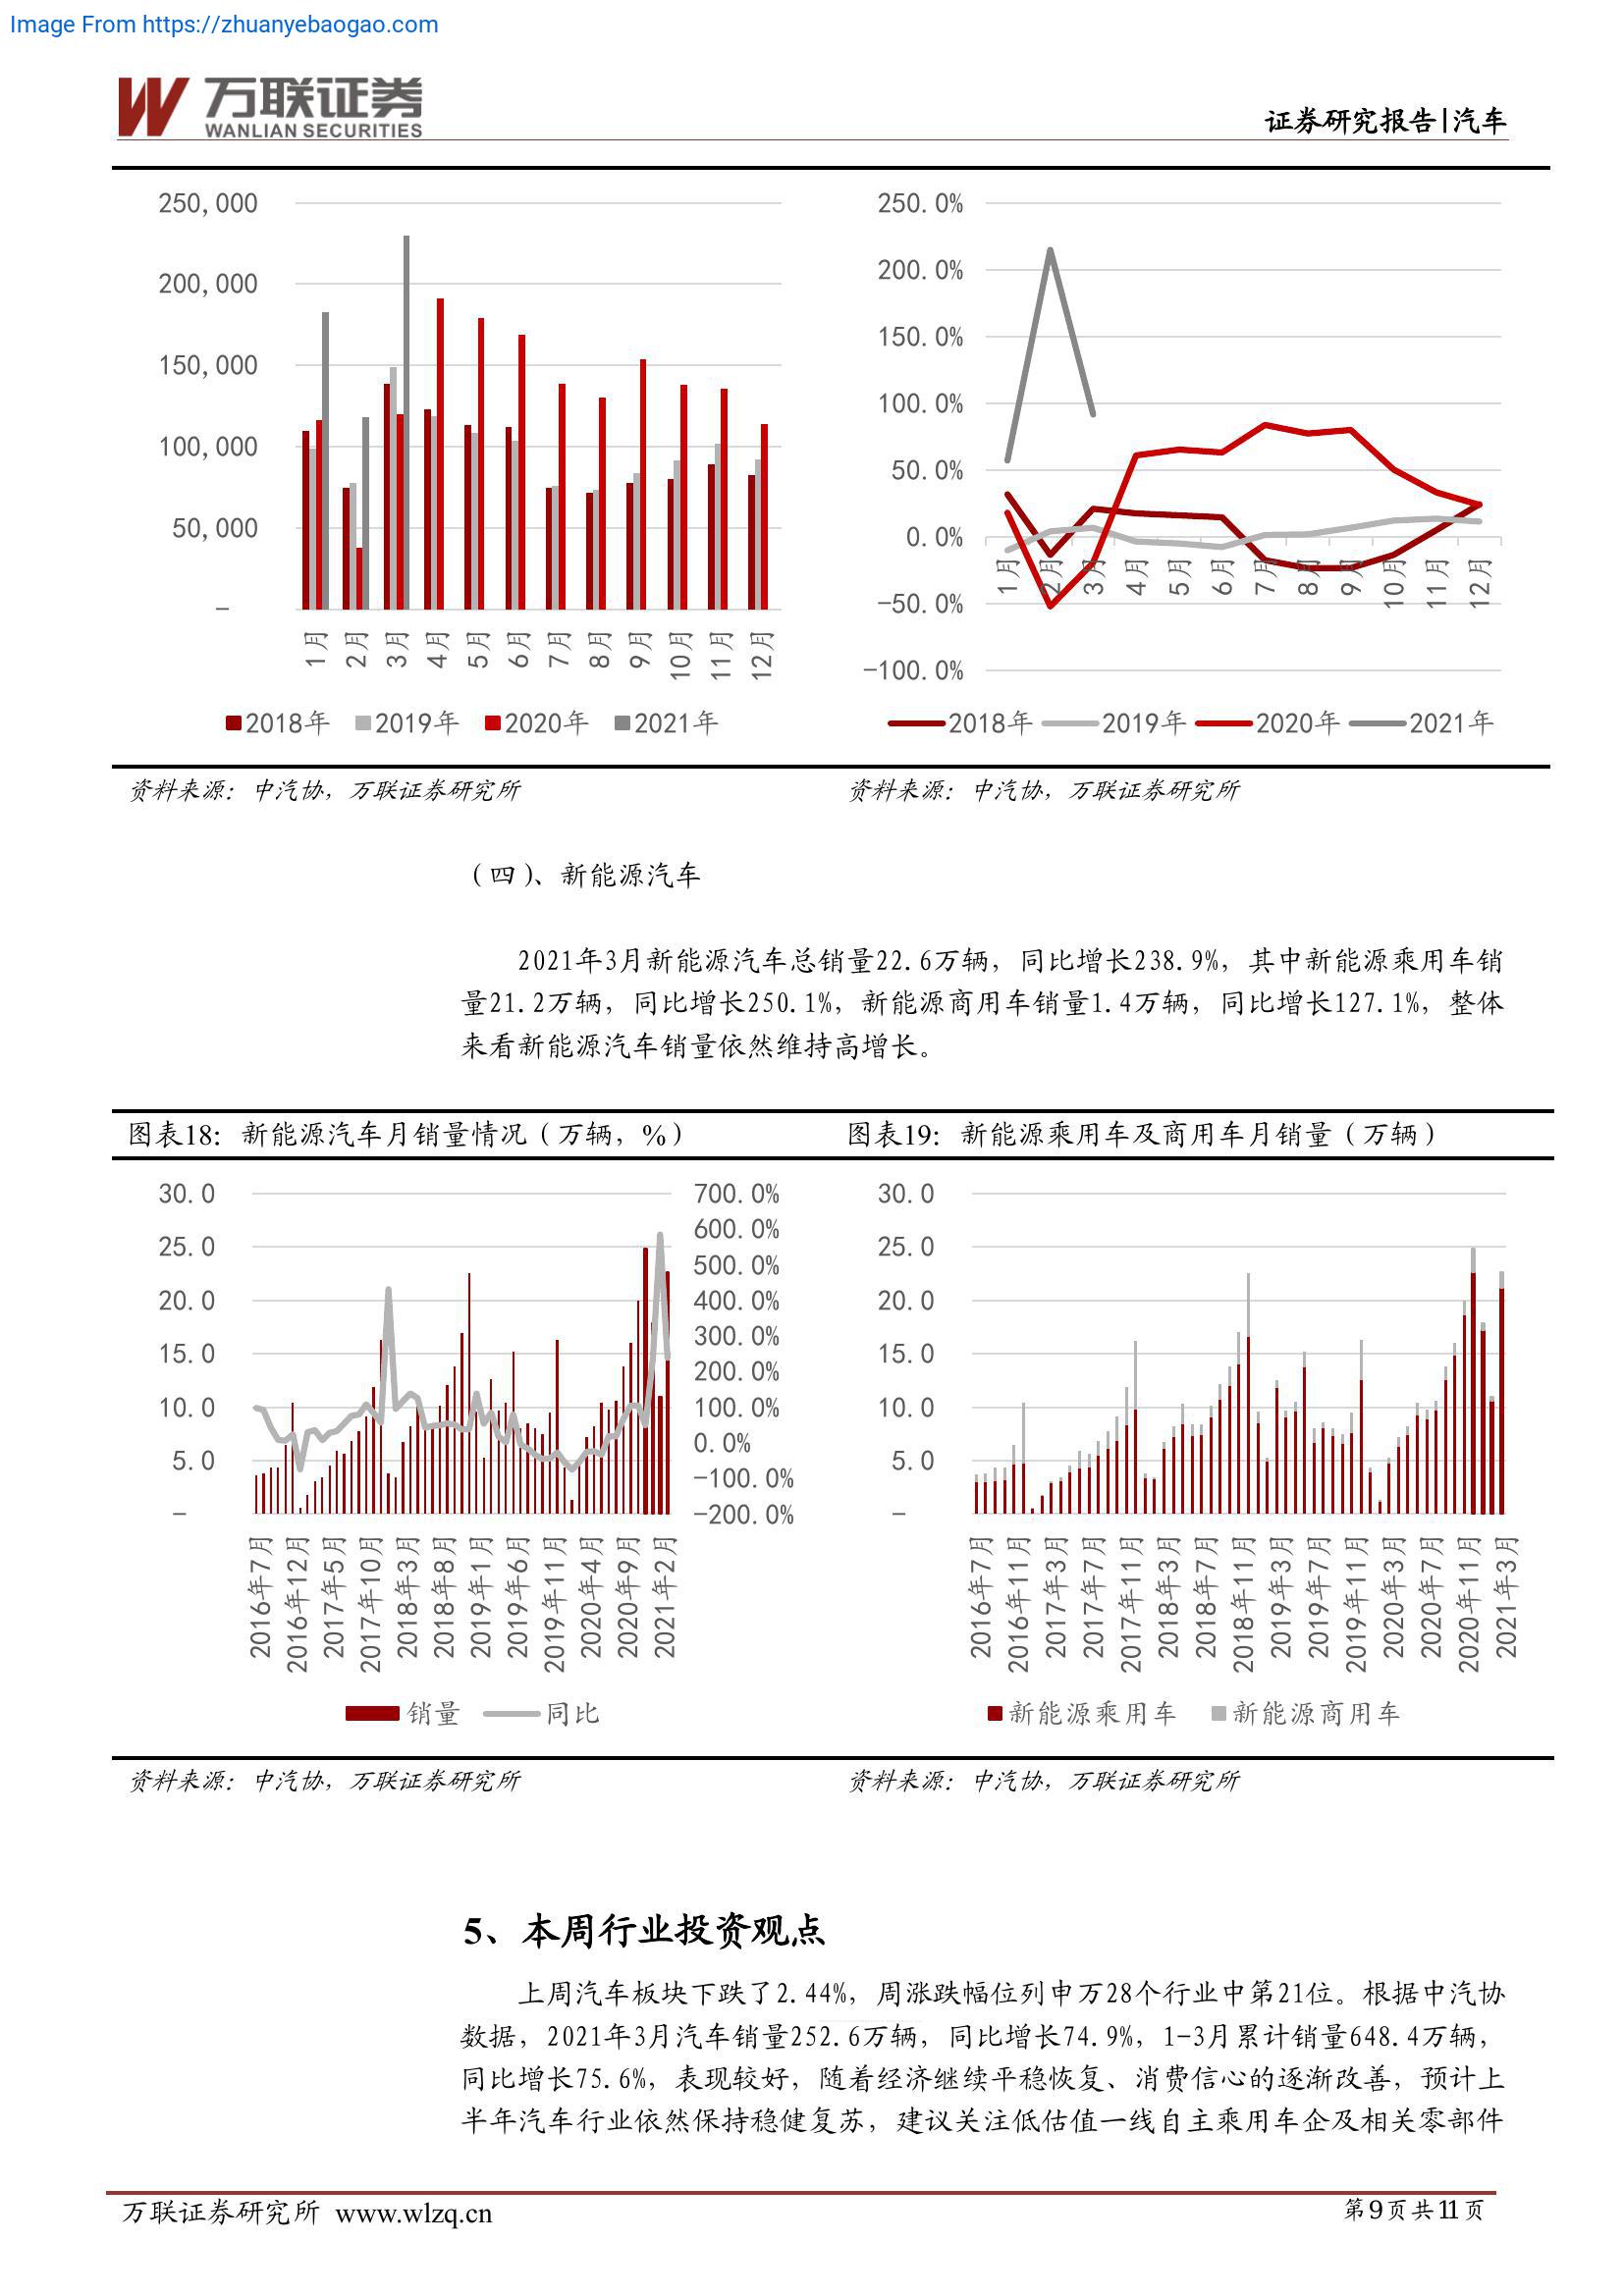 Image From https://zhuanyebaogao.com
万联证券
WANLIAN SECURITIES
证券研究报告|汽车
250,000
200,000
150,000
100,000
50,000
-
1月 2月 3月 4月 5月 6月 7月 8月 9月 10月 11月 12月
2018年 2019年 2020年 2021年
250.0%
200.0%
150.0%
100.0%
50.0%
0.0%
-50.0%
-100.0%
1月 2月 3月 4月 5月 6月 7月 8月 9月 10月 11月 12月
2018年 2019年 2020年 2021年
资料来源：中汽协，万联证券研究所
资料来源：中汽协，万联证券研究所
（四）、新能源汽车
2021年3月新能源汽车总销量22.6万辆，同比增长238.9%，其中新能源乘用车销
量21.2万辆，同比增长250.1%，新能源商用车销量1.4万辆，同比增长127.1%，整体
来看新能源汽车销量依然维持高增长。
图表18：新能源汽车月销量情况（万辆，%）
图表19：新能源乘用车及商用车月销量（万辆）
30.0
25.0
20.0
15.0
10.0
5.0
-
700.0%
600.0%
500.0%
400.0%
300.0%
200.0%
100.0%
0.0%
-100.0%
-200.0%
2016年7月 2016年12月 2017年5月 2017年10月 2018年3月 2018年8月 2019年1月 2019年6月 2019年11月 2020年4月 2020年9月 2021年2月
销量 同比
30.0
25.0
20.0
15.0
10.0
5.0
-
2016年7月 2016年11月 2017年3月 2017年7月 2017年11月 2018年3月 2018年7月 2018年11月 2019年3月 2019年7月 2019年11月 2020年3月 2020年7月 2020年11月 2021年3月
新能源乘用车 新能源商用车
资料来源：中汽协，万联证券研究所
资料来源：中汽协，万联证券研究所
5、本周行业投资观点
上周汽车板块下跌了2.44%，周涨跌幅位列申万28个行业中第21位。根据中汽协
数据，2021年3月汽车销量252.6万辆，同比增长74.9%，1-3月累计销量648.4万辆，
同比增长75.6%，表现较好，随着经济继续平稳恢复、消费信心的逐渐改善，预计上
半年汽车行业依然保持稳健复苏，建议关注低估值一线自主乘用车企及相关零部件
万联证券研究所 www.wlzq.cn
第9页共11页